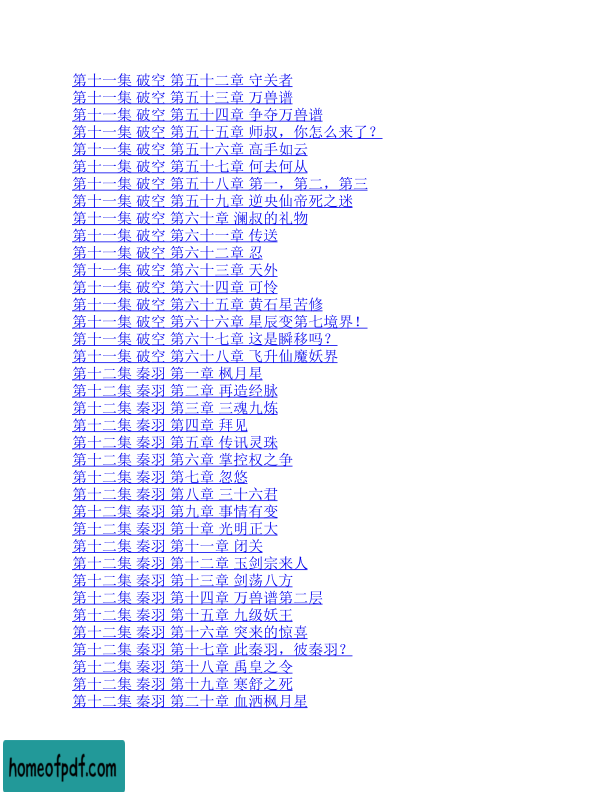 第十一集 破空 第五十二章 守关者
第十一集 破空 第五十三章 万兽谱
第十一集 破空 第五十四章 争夺万兽谱
第十一集 破空 第五十五章 师叔，你怎么来了？
第十一集 破空 第五十六章 高手如云
第十一集 破空 第五十七章 何去何从
第十一集 破空 第五十八章 第一，第二，第三
第十一集 破空 第五十九章 逆央仙帝死之迷
第十一集 破空 第六十章 澜叔的礼物
第十一集 破空 第六十一章 传送
第十一集 破空 第六十二章 忍
第十一集 破空 第六十三章 天外
第十一集 破空 第六十四章 可怜
第十一集 破空 第六十五章 黄石星苦修
第十一集 破空 第六十六章 星辰变第七境界！
第十一集 破空 第六十七章 这是瞬移吗？
第十一集 破空 第六十八章 飞升仙魔妖界
第十二集 秦羽 第一章 枫月星
第十二集 秦羽 第二章 再造经脉
第十二集 秦羽 第三章 三魂九炼
第十二集 秦羽 第四章 拜见
第十二集 秦羽 第五章 传讯灵珠
第十二集 秦羽 第六章 掌控权之争
第十二集 秦羽 第七章 忽悠
第十二集 秦羽 第八章 三十六君
第十二集 秦羽 第九章 事情有变
第十二集 秦羽 第十章 光明正大
第十二集 秦羽 第十一章 闭关
第十二集 秦羽 第十二章 玉剑宗来人
第十二集 秦羽 第十三章 剑荡八方
第十二集 秦羽 第十四章 万兽谱第二层
第十二集 秦羽 第十五章 九级妖王
第十二集 秦羽 第十六章 突来的惊喜
第十二集 秦羽 第十七章 此秦羽，彼秦羽？
第十二集 秦羽 第十八章 禹皇之令
第十二集 秦羽 第十九章 寒舒之死
第十二集 秦羽 第二十章 血洒枫月星
homeofpdf.com